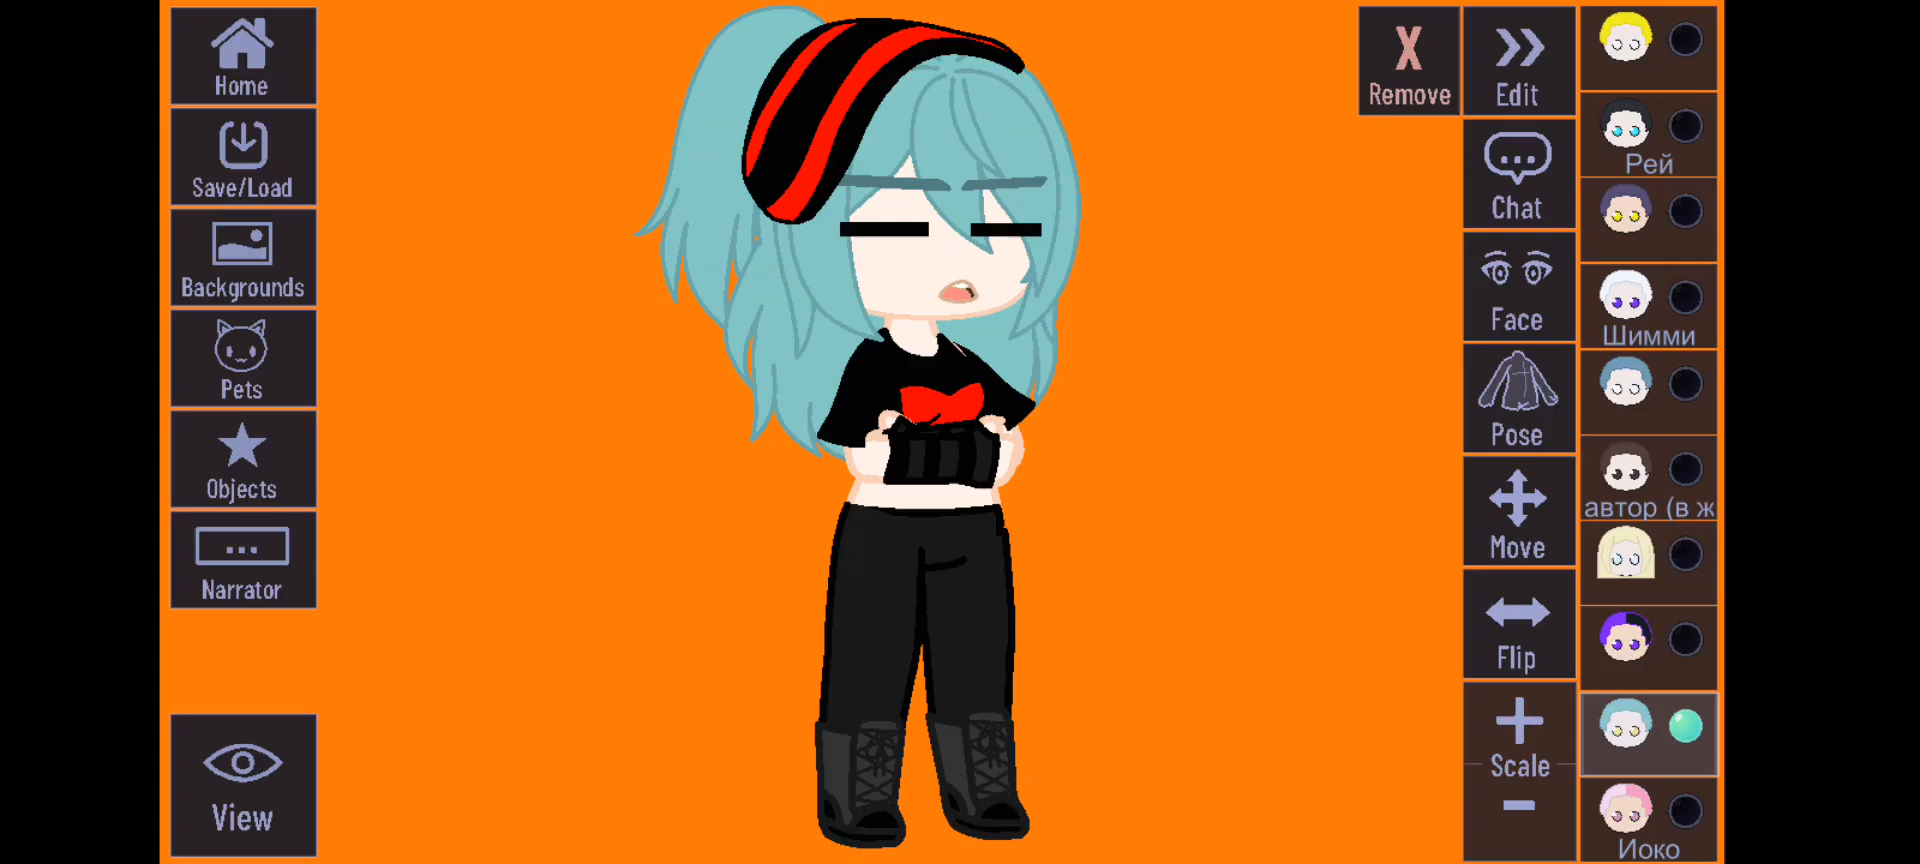 Home
Save/Load
Backgrounds
Pets
Objects
...
Narrator
View
X
Remove
Edit
...
Chat
Face
Pose
Move
Flip
Scale
Рей
Шимми
автор (в ж
Иоко